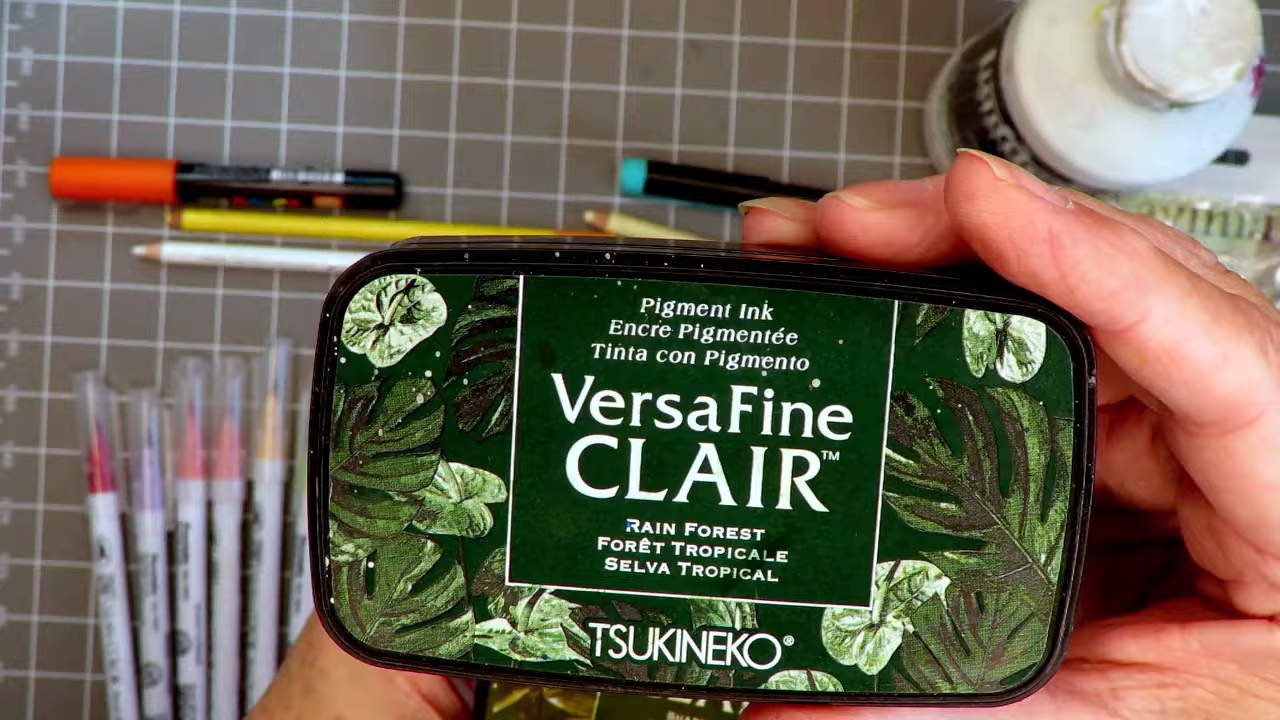 Pigment Ink
Encre Pigmentée
Tinta con Pigmento
VersaFine
CLAIR™
RAIN FOREST
FORÊT TROPICALE
SELVA TROPICAL
TSUKINEKO®